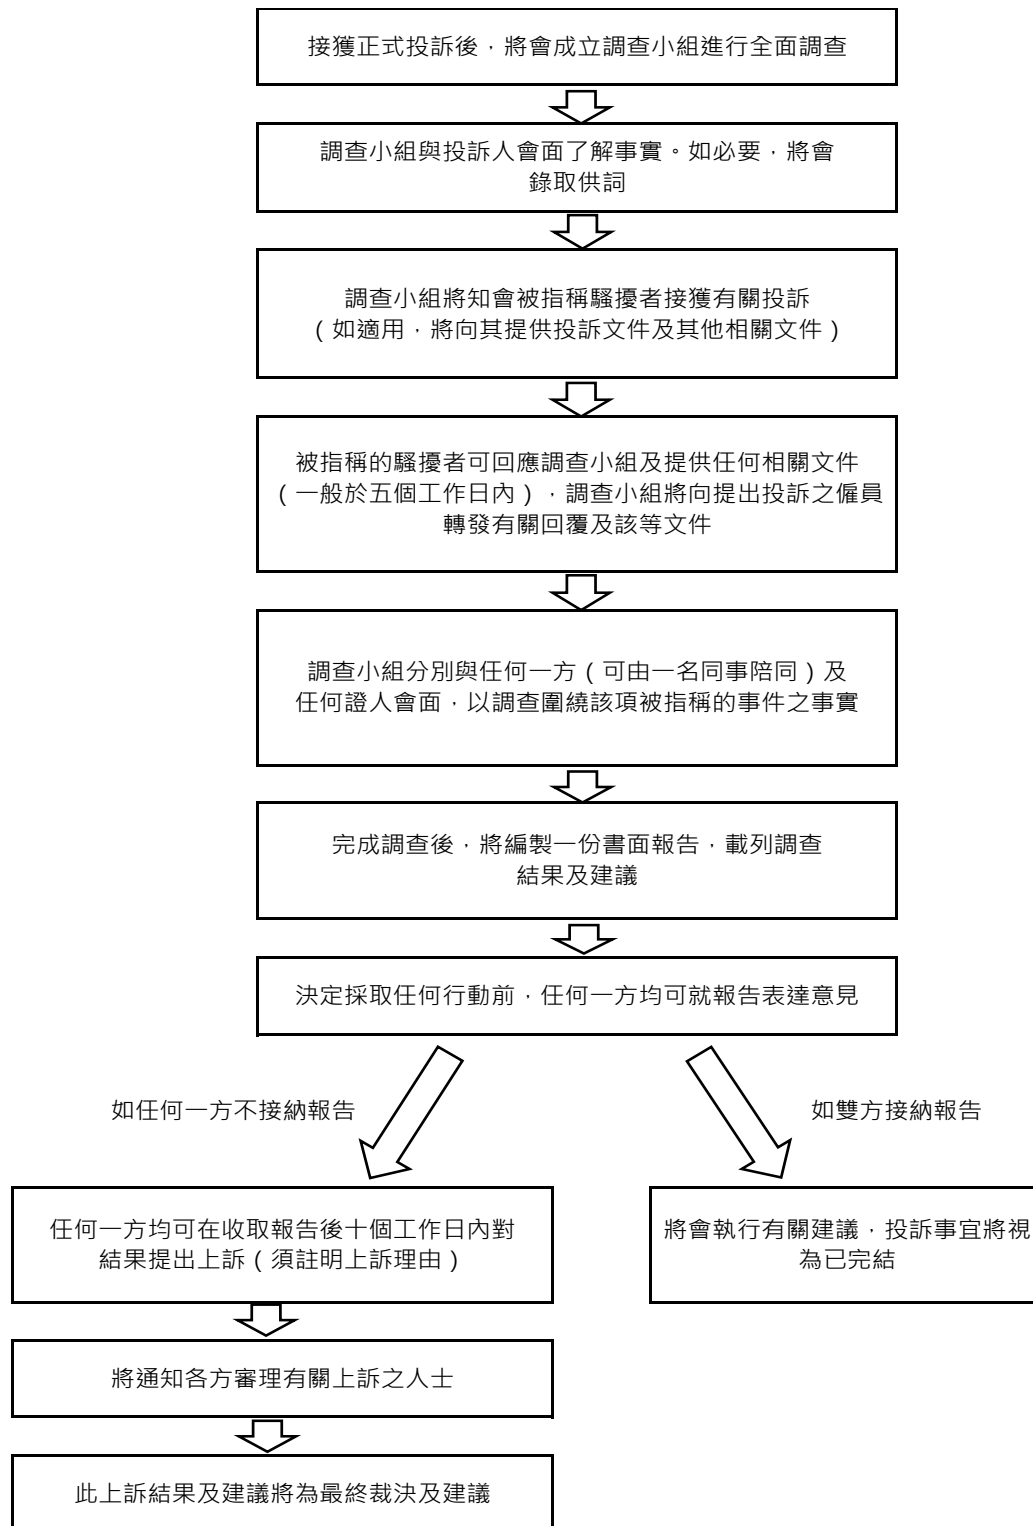 接獲正式投訴後，將會成立調查小組進行全面調查
調查小組與投訴人會面了解事實。如必要，將會
錄取供詞
調查小組將知會被指稱騷擾者接獲有關投訴
（如適用，將向其提供投訴文件及其他相關文件）
被指稱的騷擾者可回應調查小組及提供任何相關文件
（一般於五個工作日內），調查小組將向提出投訴之僱員
轉發有關回覆及該等文件
調查小組分別與任何一方（可由一名同事陪同）及
任何證人會面，以調查圍繞該項被指稱的事件之事實
完成調查後，將編製一份書面報告，載列調查
結果及建議
決定採取任何行動前，任何一方均可就報告表達意見
如任何一方不接納報告
如雙方接納報告
任何一方均可在收取報告後十個工作日內對
結果提出上訴（須註明上訴理由）
將會執行有關建議，投訴事宜將視
為已完結
將通知各方審理有關上訴之人士
此上訴結果及建議將為最終裁決及建議